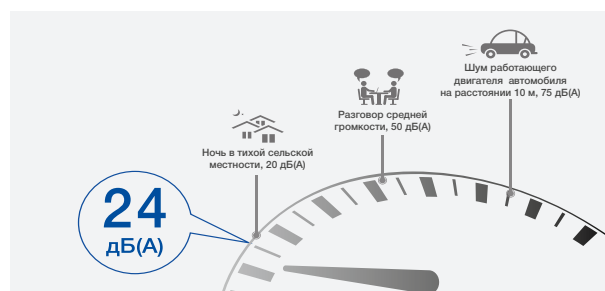 Шум работающего
двигателя автомобиля
на расстоянии 10 м, 75 дБ(А)
Разговор средней
громкости, 50 дБ(А)
Ночь в тихой сельской
местности, 20 дБ(А)
24
дБ(А)